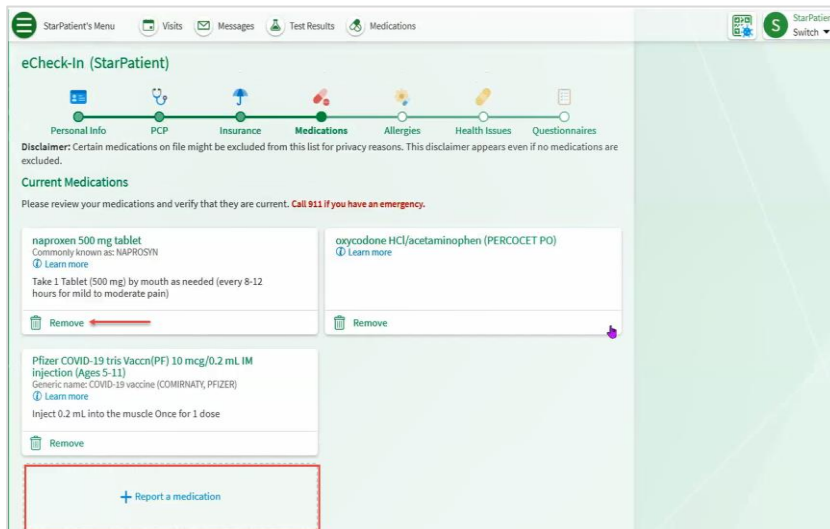 StarPatient's Menu
Visits
Messages
Test Results
Medications
S
StarPatien
Switch
eCheck-In (StarPatient)
Personal Info
PCP
Insurance
Medications
Allergies
Health Issues
Questionnaires
Disclaimer: Certain medications on file might be excluded from this list for privacy reasons. This disclaimer appears even if no medications are
excluded.
Current Medications
Please review your medications and verify that they are current. Call 911 if you have an emergency.
naproxen 500 mg tablet
Commonly known as: NAPROSYN
Learn more
Take 1 Tablet (500 mg) by mouth as needed (every 8-12
hours for mild to moderate pain)
Remove
oxycodone HCl/acetaminophen (PERCOCET PO)
Learn more
Remove
Pfizer COVID-19 tris Vaccn(PF) 10 mcg/0.2 mL IM
injection (Ages 5-11)
Generic name: COVID-19 vaccine (COMIRNATY, PFIZER)
Learn more
Inject 0.2 mL into the muscle Once for 1 dose
Remove
+ Report a medication